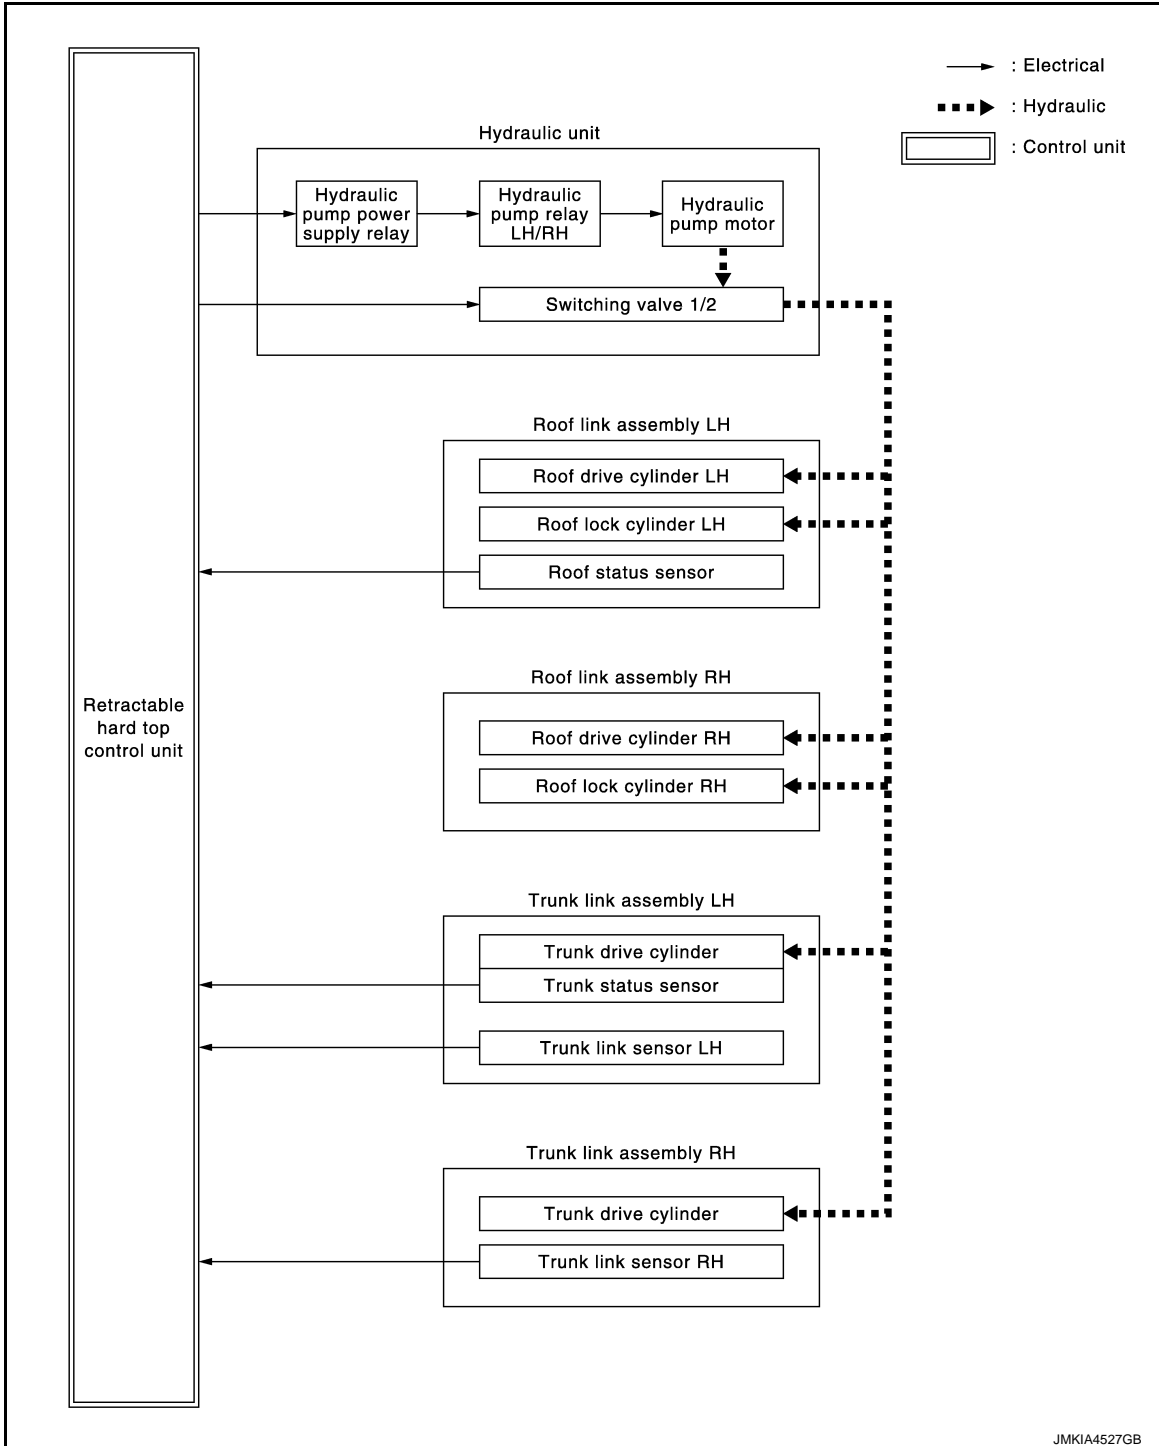 : Electrical
: Hydraulic
: Control unit
Hydraulic unit
Hydraulic
pump power
supply relay
Hydraulic
pump relay
LH/RH
Hydraulic
pump motor
Switching valve 1/2
Roof link assembly LH
Roof drive cylinder LH
Roof lock cylinder LH
Roof status sensor
Retractable
hard top
control unit
Roof link assembly RH
Roof drive cylinder RH
Roof lock cylinder RH
Trunk link assembly LH
Trunk drive cylinder
Trunk status sensor
Trunk link sensor LH
Trunk link assembly RH
Trunk drive cylinder
Trunk link sensor RH
JMKIA4527GB